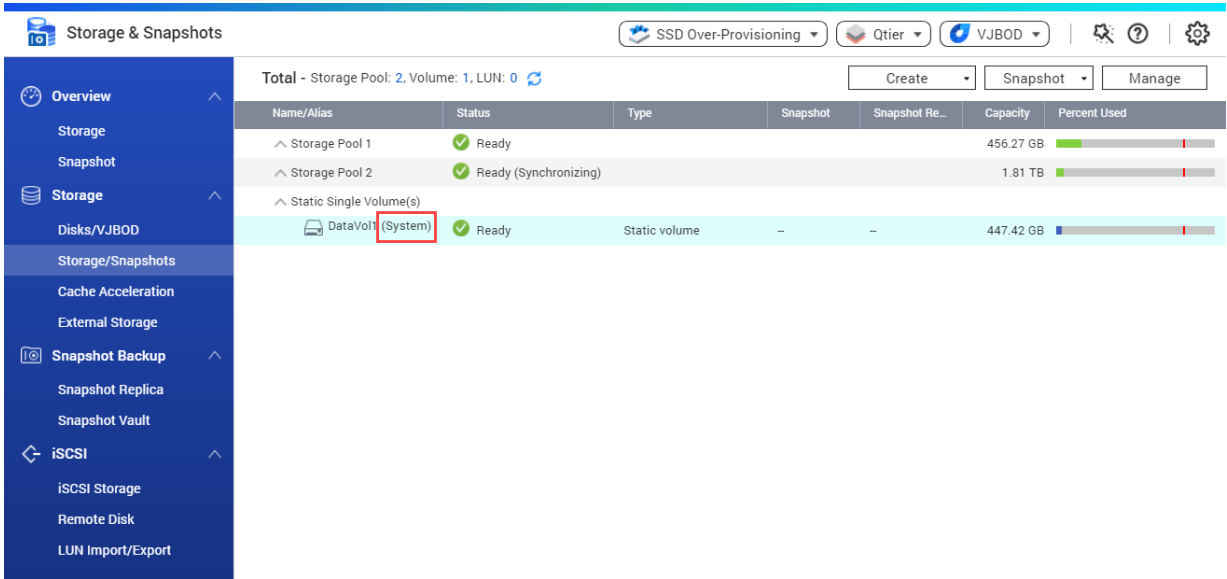 Storage & Snapshots
SSD Over-Provisioning
Qtier
VJBOD
Overview
Storage
Snapshot
Storage
Disks/VJBOD
Storage/Snapshots
Cache Acceleration
External Storage
Snapshot Backup
Snapshot Replica
Snapshot Vault
iSCSI
iSCSI Storage
Remote Disk
LUN Import/Export
Total - Storage Pool: 2, Volume: 1, LUN: 0
Create
Snapshot
Manage
Name/Alias Status Type Snapshot Snapshot Re... Capacity Percent Used
Storage Pool 1 Ready 456.27 GB
Storage Pool 2 Ready (Synchronizing) 1.81 TB
Static Single Volume(s)
DataVol1 (System) Ready Static volume -- -- 447.42 GB